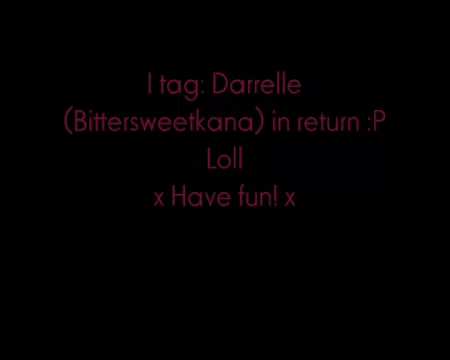 I tag: Darrelle
(Bittersweetkana) in return :P
Loll
x Have fun! x